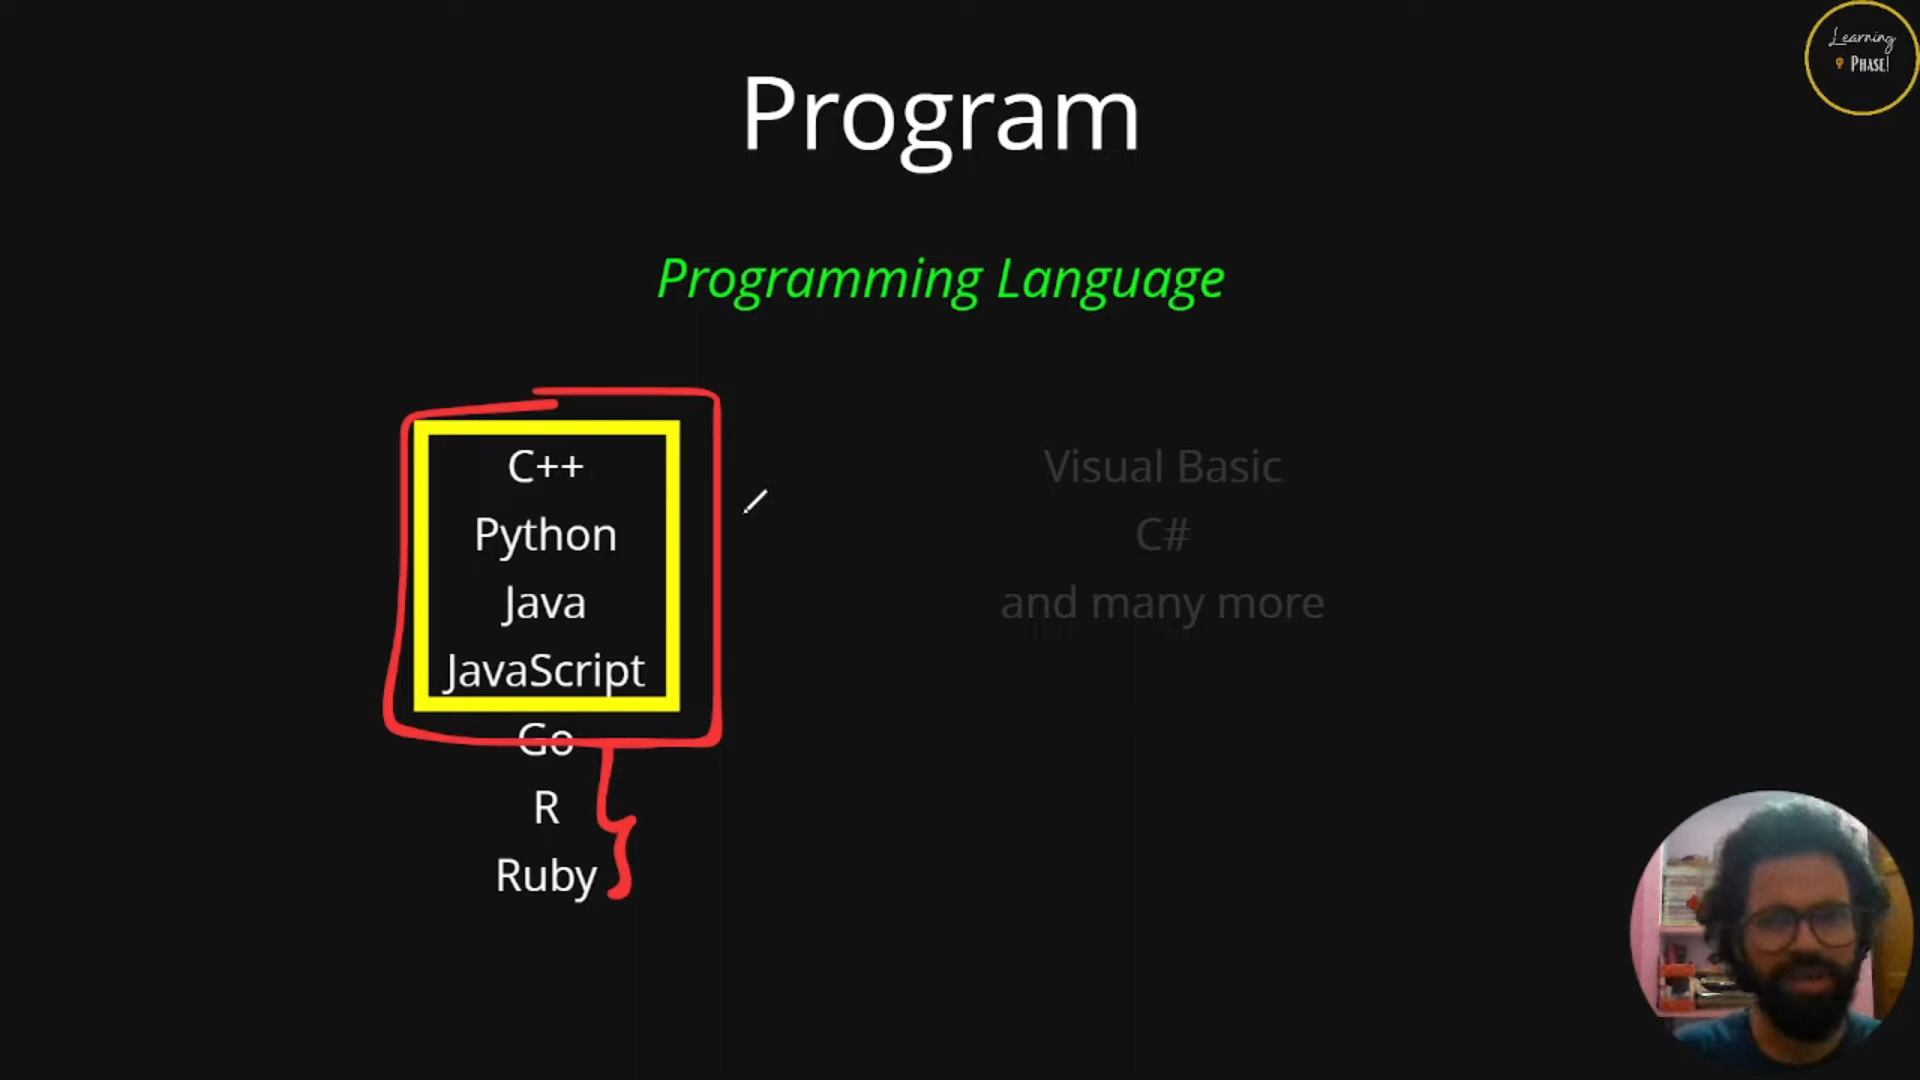 Learning
Phase!
Program
Programming Language
C++
Python
Java
JavaScript
Go
R
Ruby
Visual Basic
C#
and many more